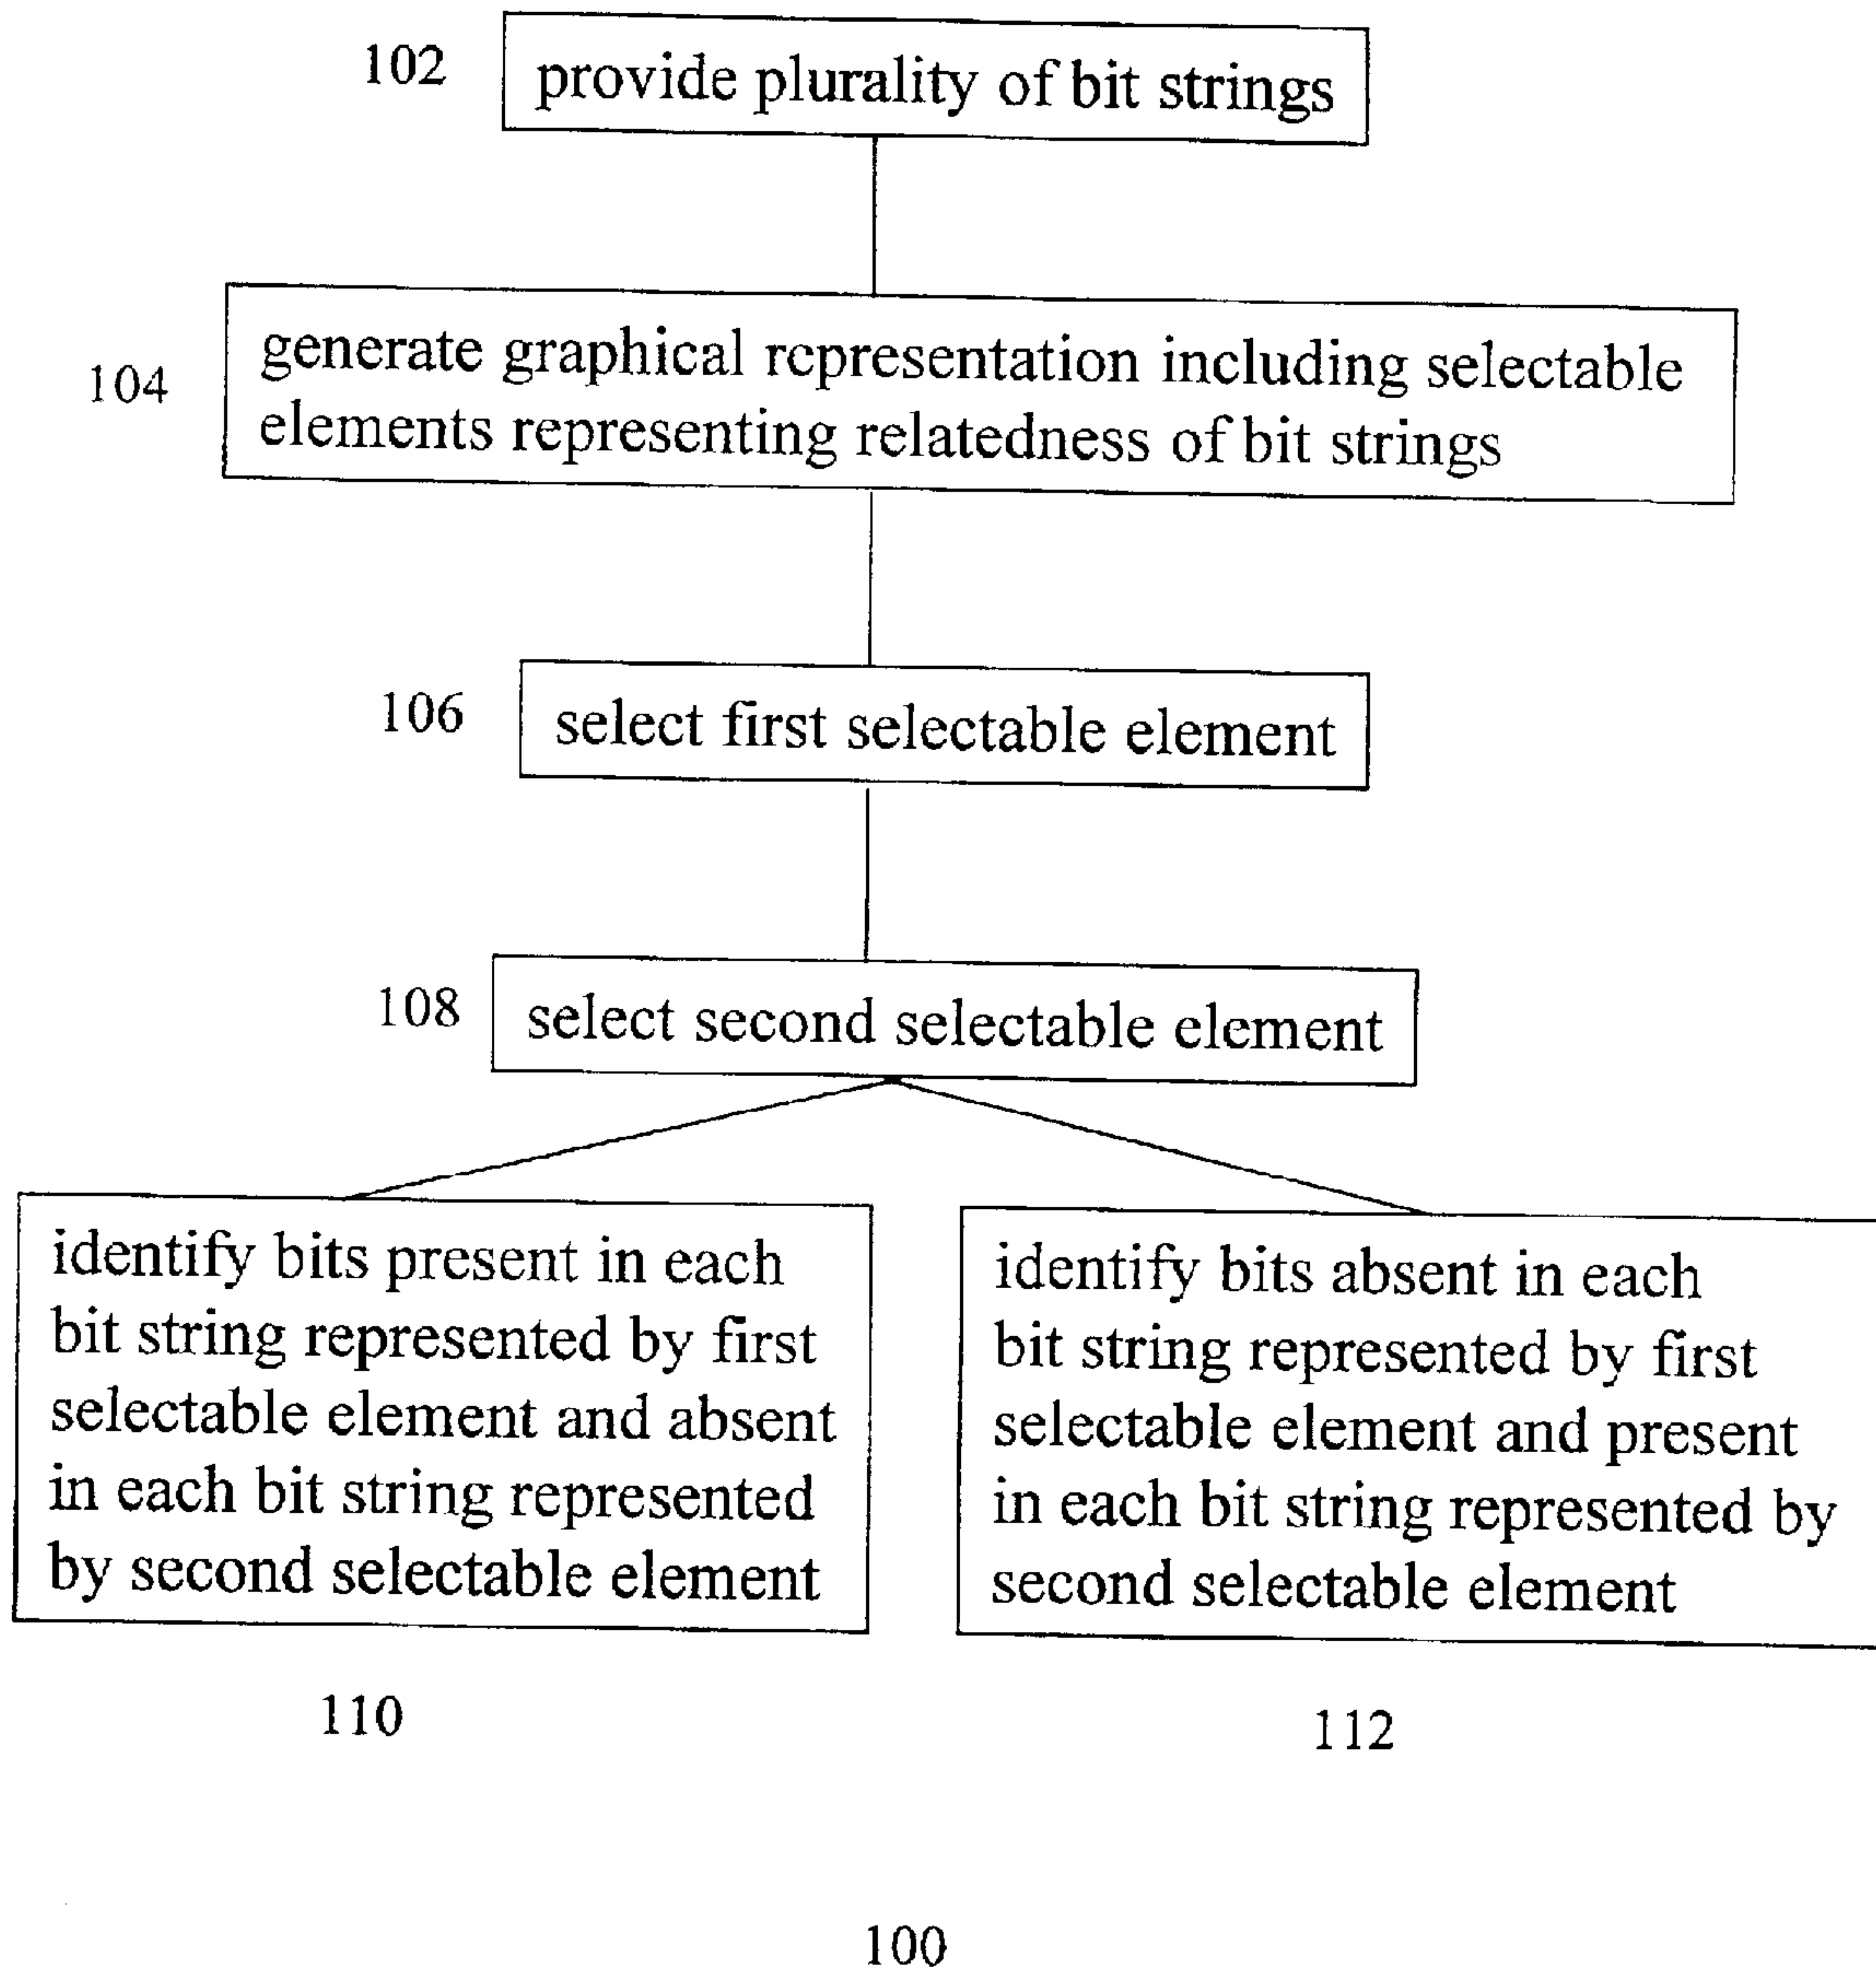 102
provide plurality of bit strings
104
generate graphical representation including selectable
elements representing relatedness of bit strings
106
select first selectable element
108
select second selectable element
identify bits present in each
bit string represented by first
selectable element and absent
in each bit string represented
by second selectable element
identify bits absent in each
bit string represented by first
selectable element and present
in each bit string represented by
second selectable element
110
112
100